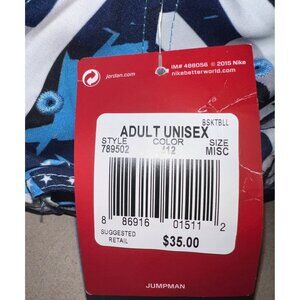 IM# 488056 © 2015 Nike
jordan.com
nikebetterworld.com
BSKTBLL
ADULT UNISEX
STYLE COLOR SIZE
789502 /12 MISC
8 86916 01511 2
SUGGESTED
RETAIL $35.00
JUMPMAN